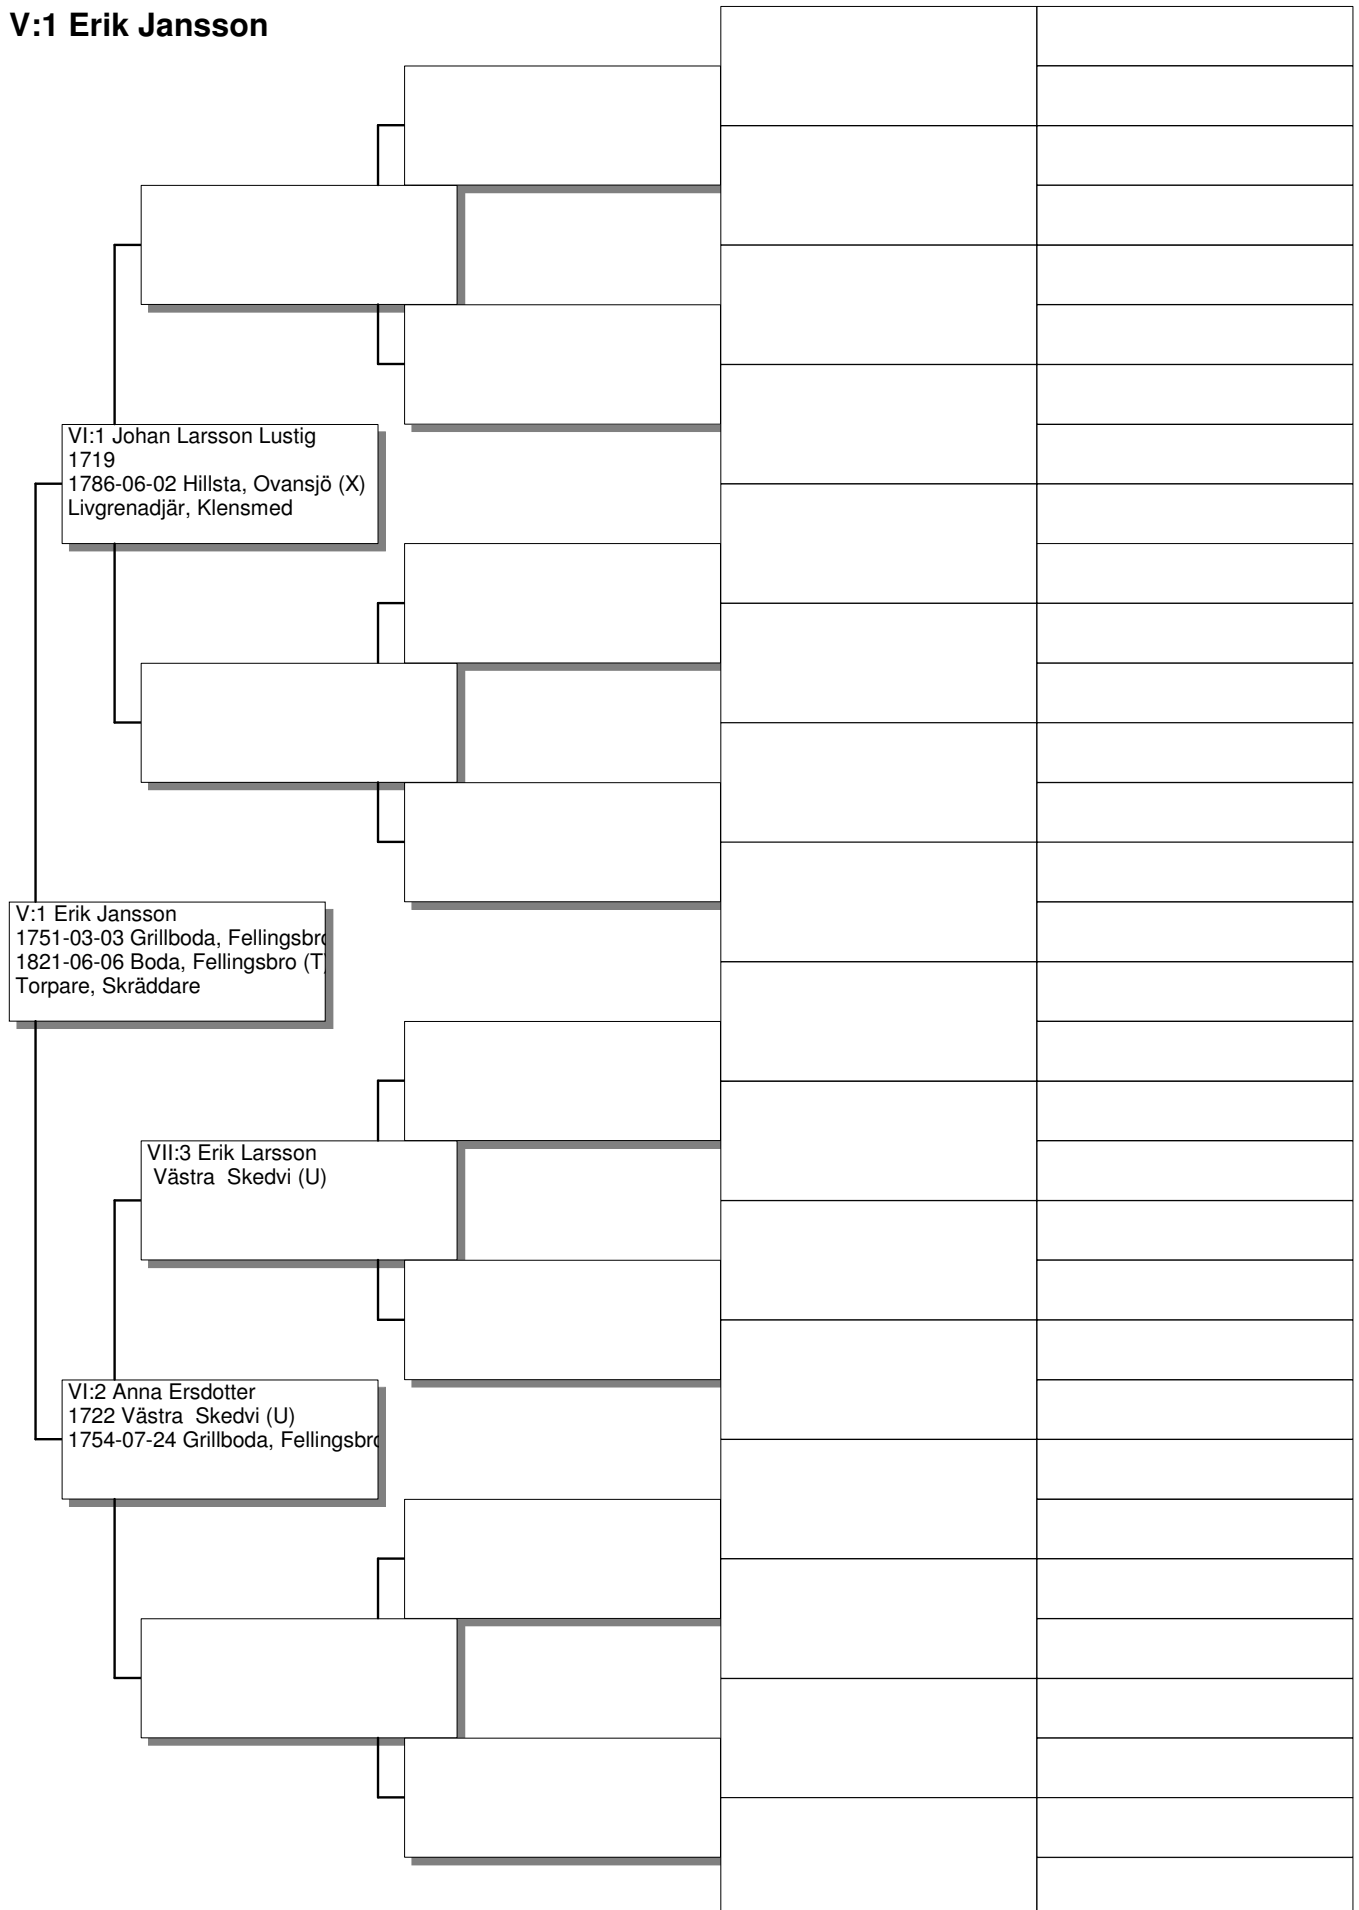 V:1 Erik Jansson
VI:1 Johan Larsson Lustig
1719
1786-06-02 Hillsta, Ovansjö (X)
Livgrenadjär, Klensmed
V:1 Erik Jansson
1751-03-03 Grillboda, Fellingsbro
1821-06-06 Boda, Fellingsbro (T)
Torpare, Skräddare
VII:3 Erik Larsson
Västra  Skedvi (U)
VI:2 Anna Ersdotter
1722 Västra  Skedvi (U)
1754-07-24 Grillboda, Fellingsbro